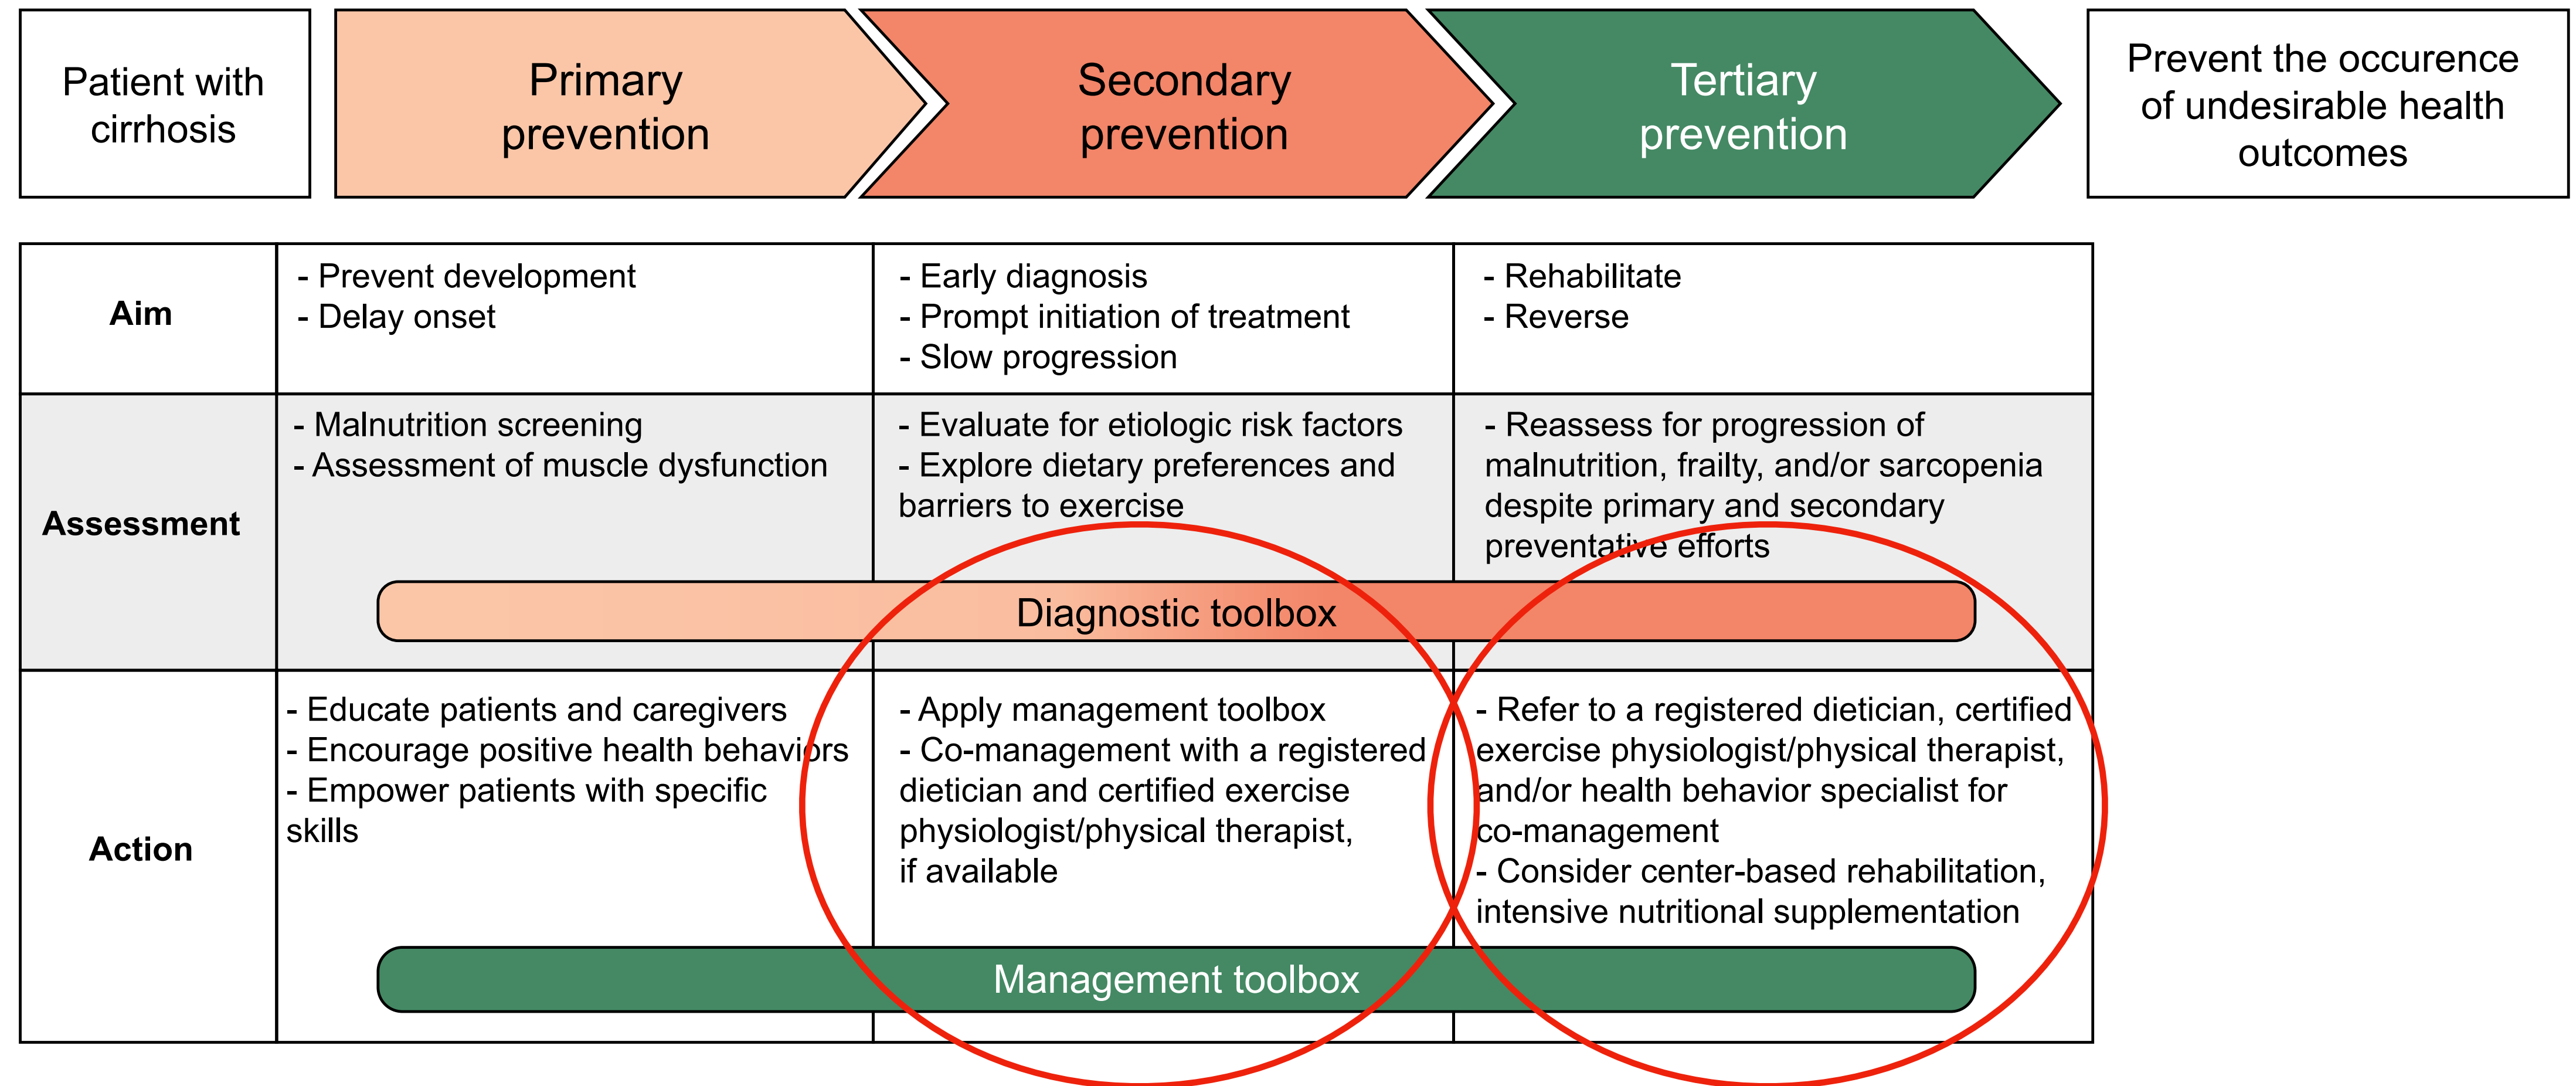 Patient with
cirrhosis
Primary
prevention
Secondary
prevention
Tertiary
prevention
Prevent the occurence
of undesirable health
outcomes
Aim
- Prevent development
- Delay onset
- Early diagnosis
- Prompt initiation of treatment
- Slow progression
- Rehabilitate
- Reverse
Assessment
- Malnutrition screening
- Assessment of muscle dysfunction
- Evaluate for etiologic risk factors
- Explore dietary preferences and
barriers to exercise
- Reassess for progression of
malnutrition, frailty, and/or sarcopenia
despite primary and secondary
preventative efforts
Diagnostic toolbox
Action
- Educate patients and caregivers
- Encourage positive health behaviors
- Empower patients with specific
skills
- Apply management toolbox
- Co-management with a registered
dietician and certified exercise
physiologist/physical therapist,
if available
- Refer to a registered dietician, certified
exercise physiologist/physical therapist,
and/or health behavior specialist for
co-management
- Consider center-based rehabilitation,
intensive nutritional supplementation
Management toolbox